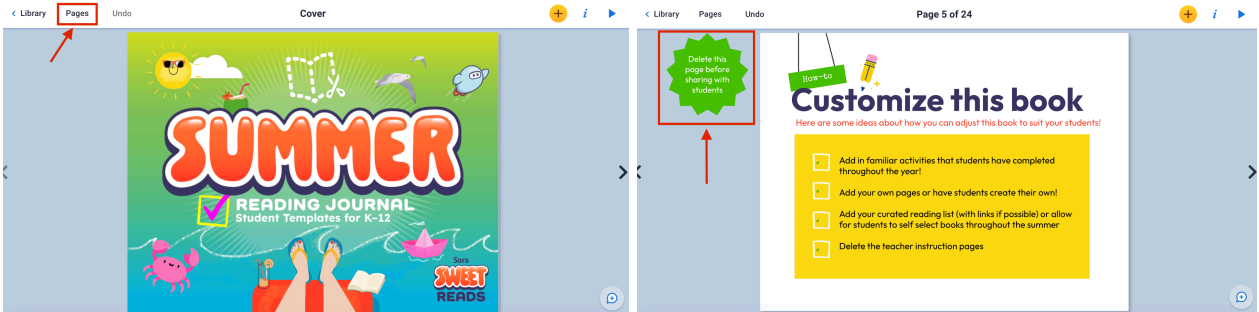 Library Pages Undo Cover
SUMMER
READING JOURNAL
Student Templates for K–12
Sora
SWEET
READS
Library Pages Undo Page 5 of 24
Delete this
page before
sharing with
students
How-to
Customize this book
Here are some ideas about how you can adjust this book to suit your students!
Add in familiar activities that students have completed
throughout the year!
Add your own pages or have students create their own!
Add your curated reading list (with links if possible) or allow
for students to self select books throughout the summer
Delete the teacher instruction pages